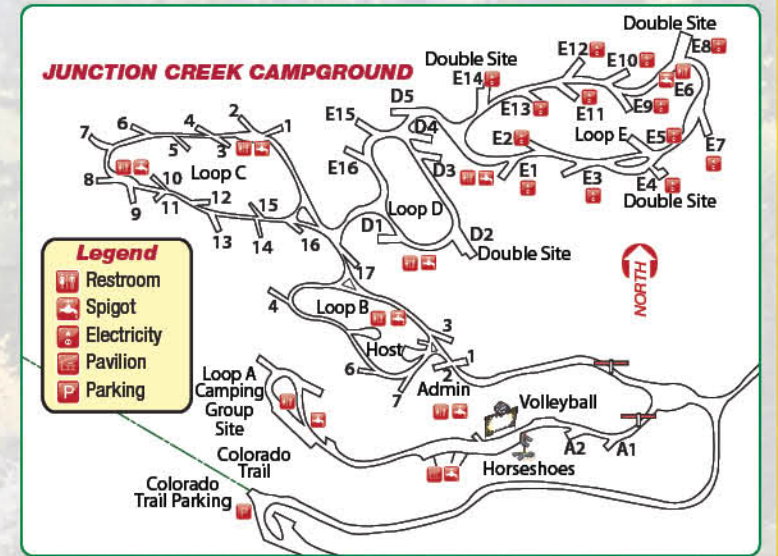 JUNCTION CREEK CAMPGROUND
Double Site
E8
E12
E10
Double Site
E14
E6
E13
E11
E9
D5
E15
D4
E2
Loop E
E5
E7
E16
D3
E1
E3
E4
Double Site
Loop D
D1
D2
Double Site
2
1
4
6
7
5
3
Loop C
8
10
9
11
12
15
13
14
16
17
NORTH
Legend
Restroom
Spigot
Electricity
Pavilion
P Parking
4
Loop B
3
Host
1
2
6
7
Admin
Loop A
Camping
Group
Site
Volleyball
A2
A1
Horseshoes
Colorado
Trail
Colorado
Trail Parking
P